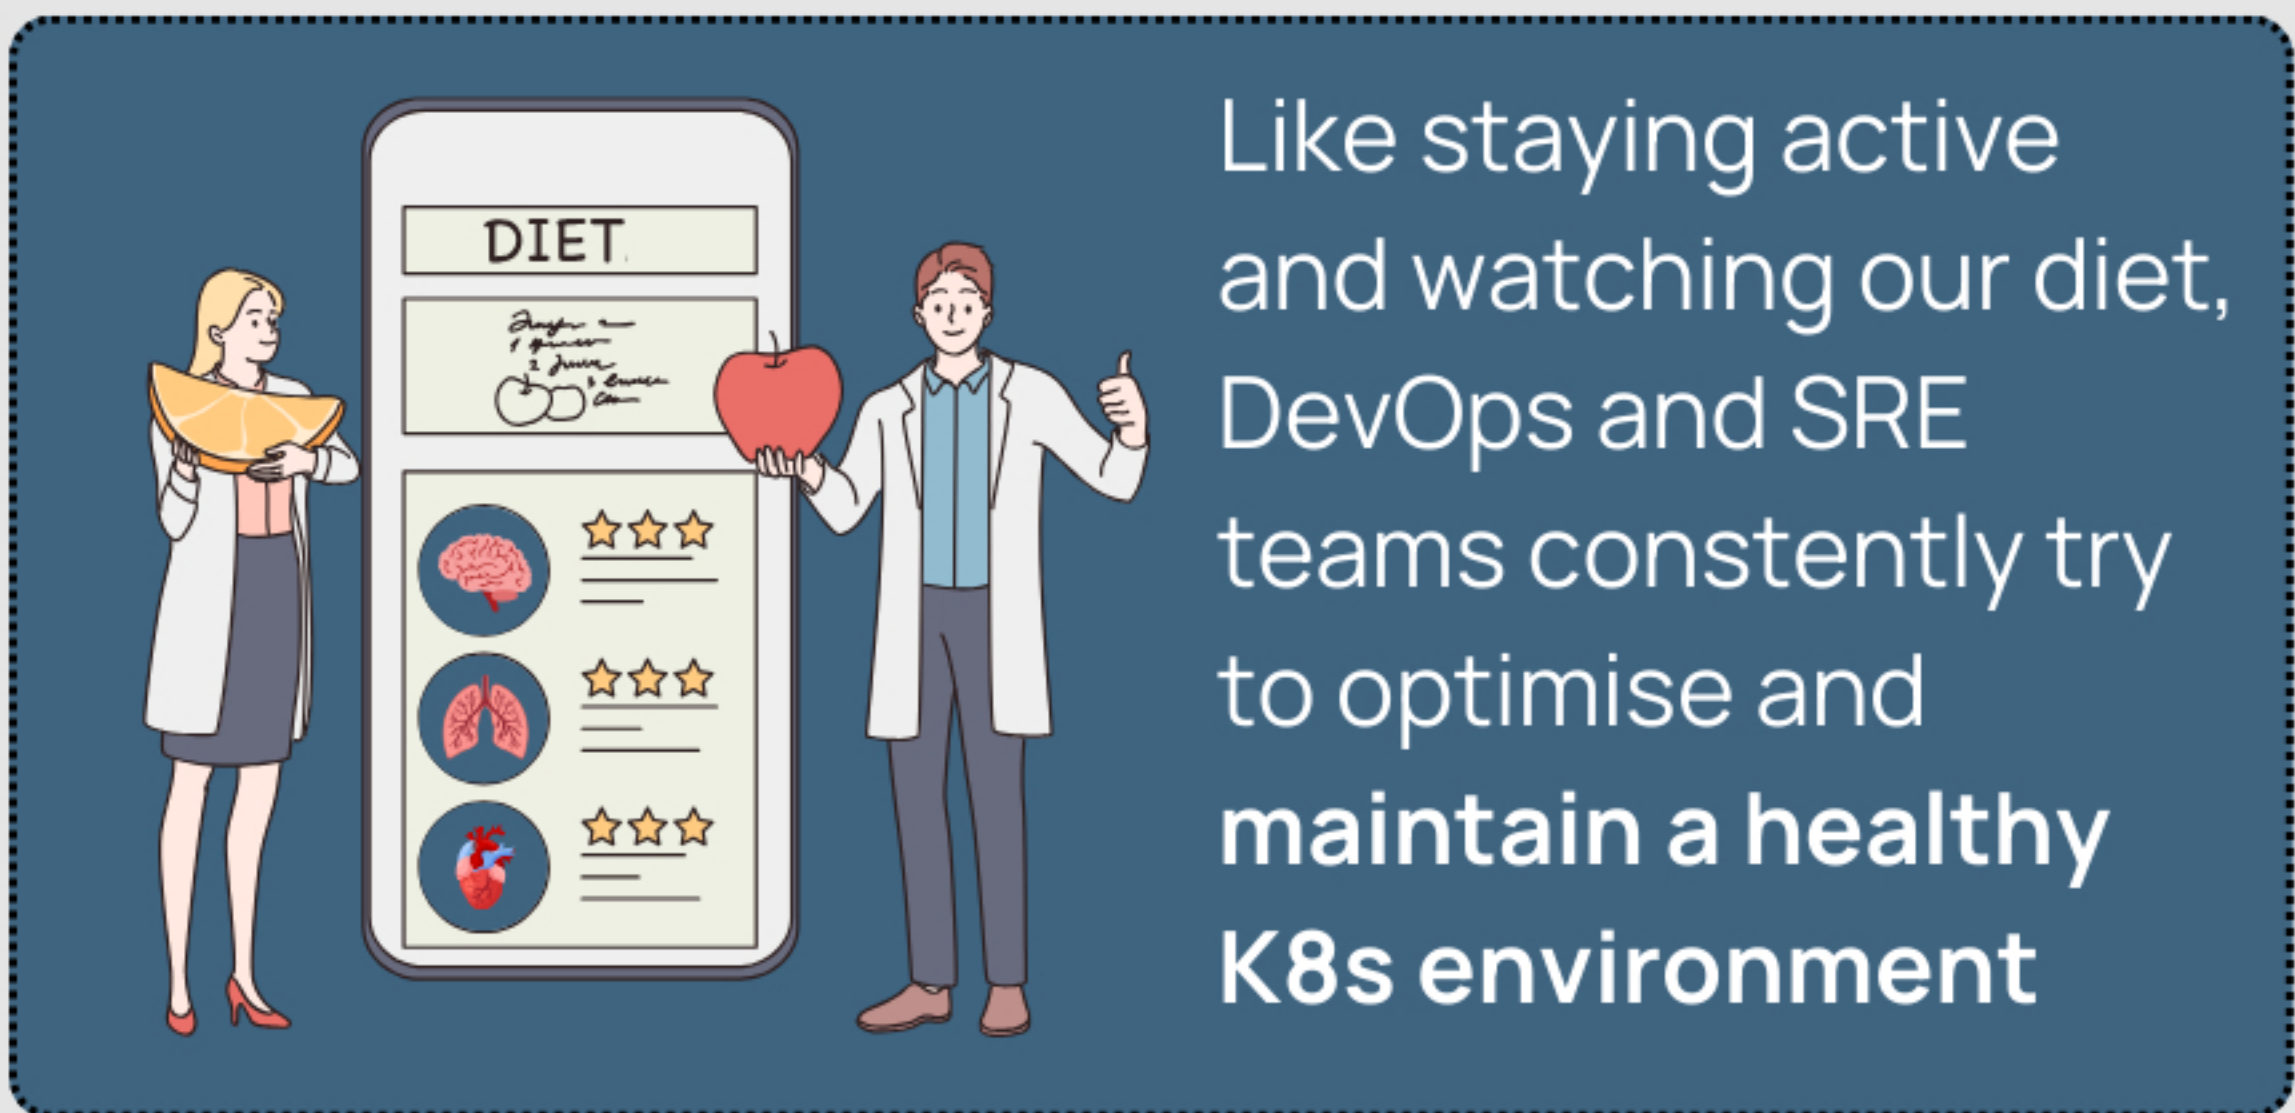 DIET
Like staying active
and watching our diet,
DevOps and SRE
teams constently try
to optimise and
maintain a healthy
K8s environment